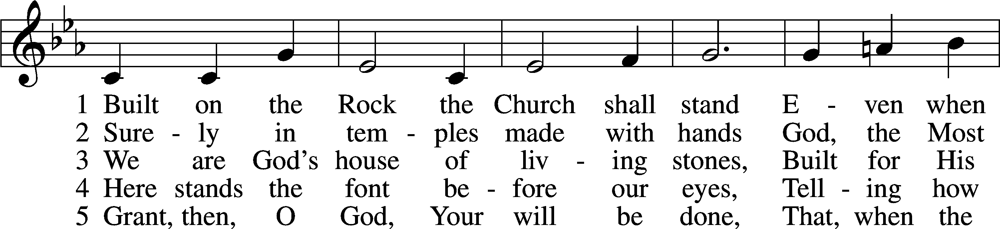 1 Built on the Rock the Church shall stand E - ven when
2 Sure - ly in tem - ples made with hands God, the Most
3 We are God’s house of liv - ing stones, Built for His
4 Here stands the font be - fore our eyes, Tell - ing how
5 Grant, then, O God, Your will be done, That, when the